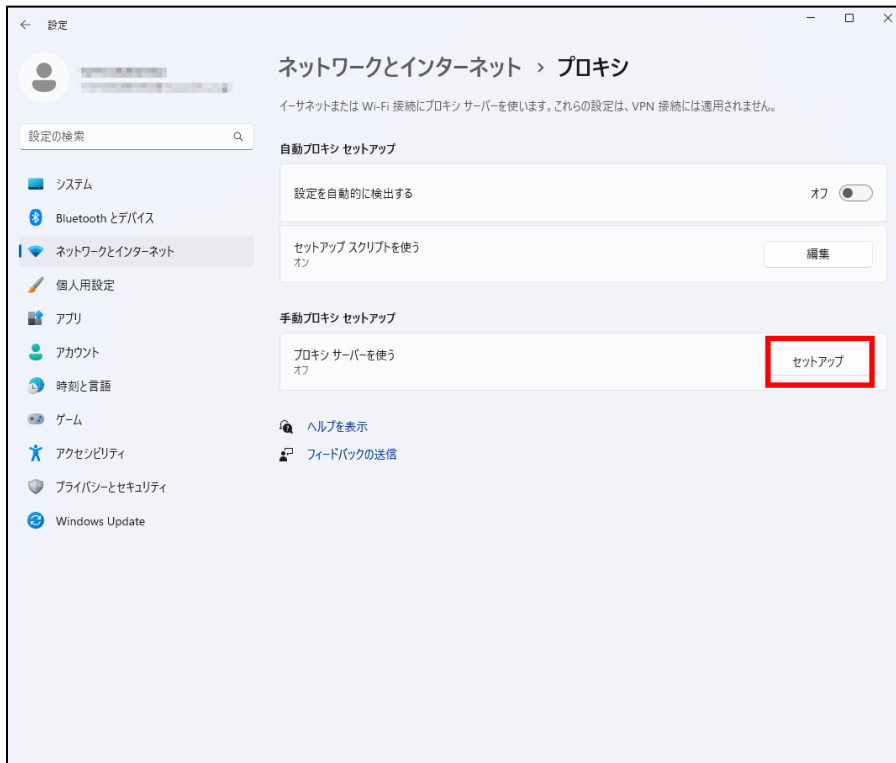 設定
ネットワークとインターネット › プロキシ
イーサネットまたは Wi-Fi 接続にプロキシ サーバーを使います。これらの設定は、VPN 接続には適用されません。
設定の検索
システム
Bluetooth とデバイス
ネットワークとインターネット
個人用設定
アプリ
アカウント
時刻と言語
ゲーム
アクセシビリティ
プライバシーとセキュリティ
Windows Update
自動プロキシ セットアップ
設定を自動的に検出する
オフ
セットアップ スクリプトを使う
オン
編集
手動プロキシ セットアップ
プロキシ サーバーを使う
オフ
セットアップ
ヘルプを表示
フィードバックの送信